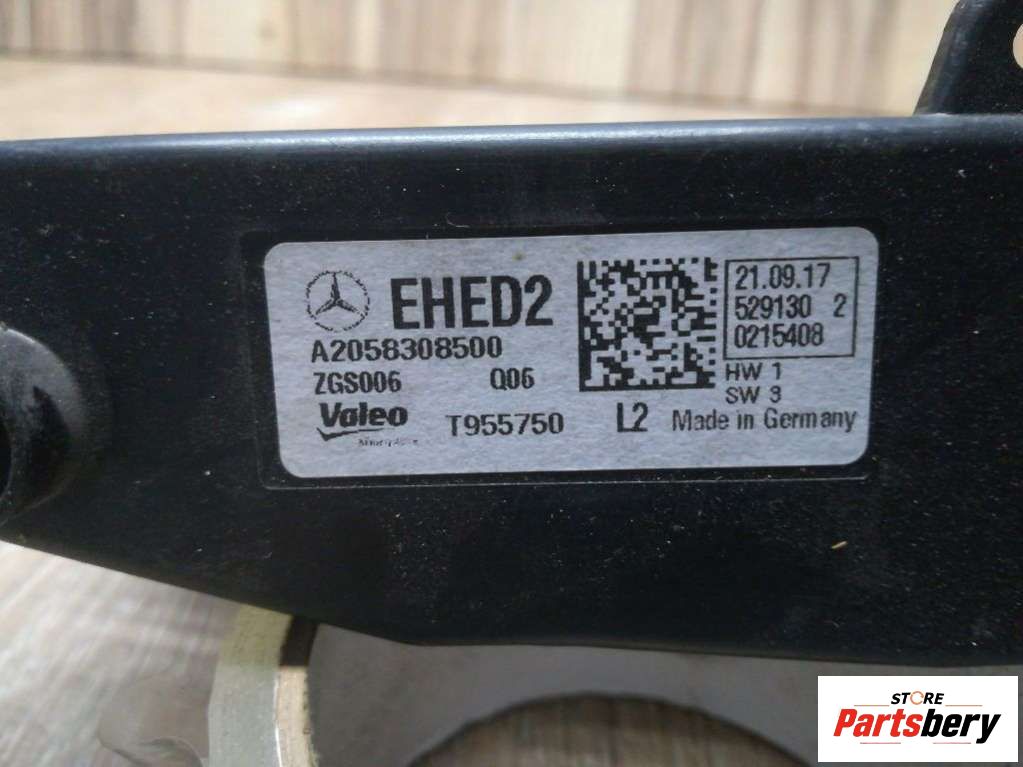 EHED2
A2058308500
ZGS006 Q06
Valeo T955750
21.09.17
529130 2
0215408
HW 1
SW 3
L2 Made in Germany
STORE
Partsbery